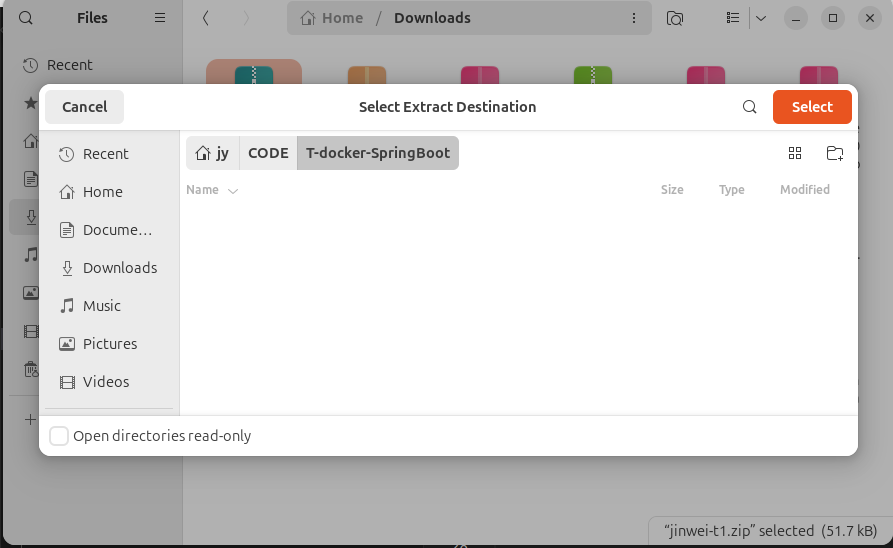 Files
Home / Downloads
Recent
Cancel
Select Extract Destination
Select
Recent
Home
Docume...
Downloads
Music
Pictures
Videos
jy CODE T-docker-SpringBoot
Name Size Type Modified
Open directories read-only
“jinwei-t1.zip” selected (51.7 kB)